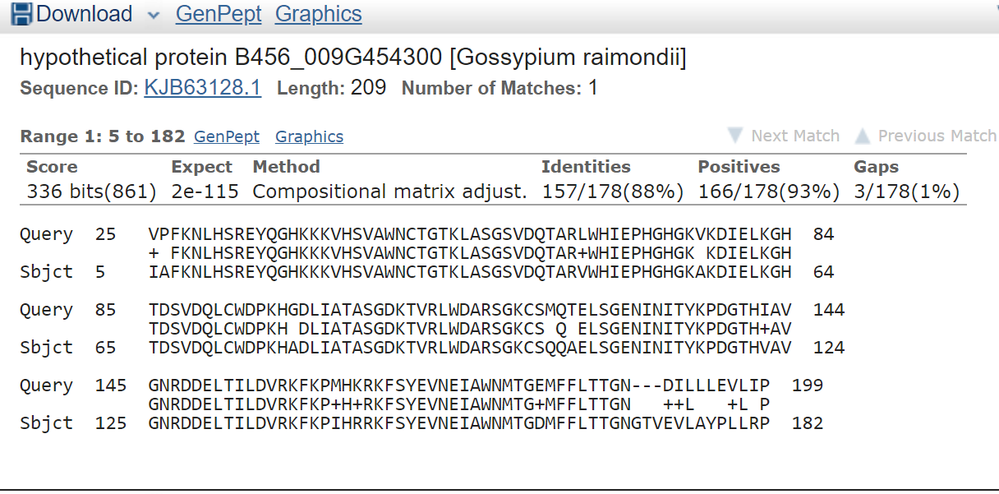 Download GenPept Graphics
hypothetical protein B456_009G454300 [Gossypium raimondii]
Sequence ID: KJB63128.1 Length: 209 Number of Matches: 1
Range 1: 5 to 182 GenPept Graphics Next Match Previous Match
Score Expect Method Identities Positives Gaps
336 bits(861) 2e-115 Compositional matrix adjust. 157/178(88%) 166/178(93%) 3/178(1%)
Query 25 VPFKNLHSREYQGHKKKVHSVAWNCTGTKLASGSVDQTARLWHIEPHGHGKVKDIELKGH 84
+ FKNLHSREYQGHKKKVHSVAWNCTGTKLASGSVDQTAR+WHIEPHGHGK KDIELKGH
Sbjct 5 IAFKNLHSREYQGHKKKVHSVAWNCTGTKLASGSVDQTARVWHIEPHGHGKAKDIELKGH 64
Query 85 TDSVDQLCWDPKHGDLIATASGDKTVRLWDARSGKCSMQTELSGENINITYKPDGTHIAV 144
TDSVDQLCWDPKH DLIATASGDKTVRLWDARSGKCS Q ELSGENINITYKPDGTH+AV
Sbjct 65 TDSVDQLCWDPKHADLIATASGDKTVRLWDARSGKCSQQAELSGENINITYKPDGTHVAV 124
Query 145 GNRDDELTILDVRKFKPMHKRKFSYEVNEIAWNMTGEMFFLTTGN---DILLLEVLIP 199
GNRDDELTILDVRKFKP+H+RKFSYEVNEIAWNMTG+MFFLTTGN   ++L   +L P
Sbjct 125 GNRDDELTILDVRKFKPIHRRKFSYEVNEIAWNMTGDMFFLTTGNGTVEVLAYPLLRP 182